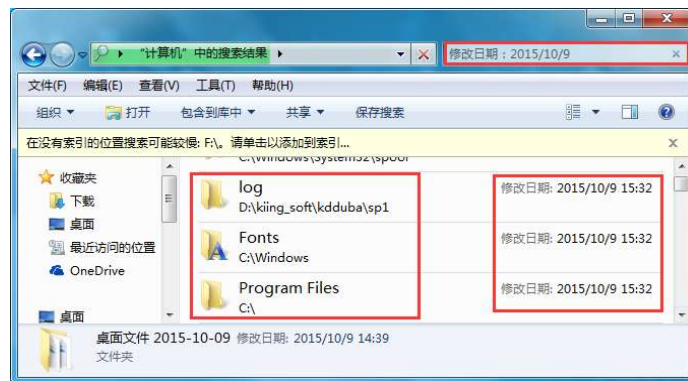 “计算机”中的搜索结果
修改日期：2015/10/9
文件(F) 编辑(E) 查看(V) 工具(T) 帮助(H)
组织 打开 包含到库中 共享 保存搜索
在没有索引的位置搜索可能较慢: F:\。请单击以添加到索引...
x
C:\Windows\System32\spool
收藏夹
下载
桌面
最近访问的位置
OneDrive
桌面
log
修改日期: 2015/10/9 15:32
D:\kiing_soft\kdduba\sp1
Fonts
修改日期: 2015/10/9 15:32
C:\Windows
Program Files
修改日期: 2015/10/9 15:32
C:\
桌面文件 2015-10-09 修改日期: 2015/10/9 14:39
文件夹